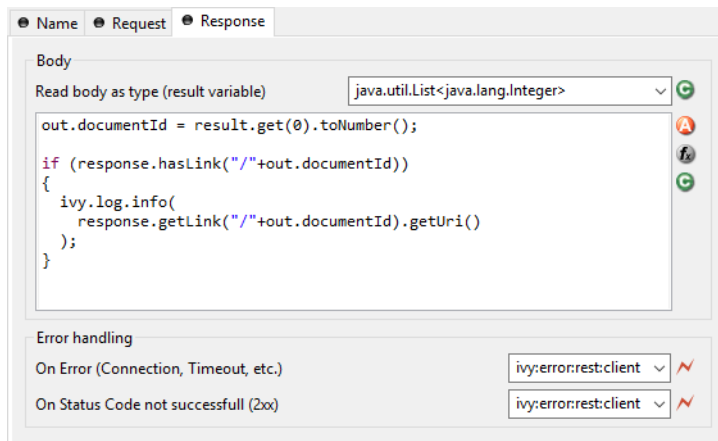 Name Request Response
Body
Read body as type (result variable) java.util.List<java.lang.Integer>
out.documentId = result.get(0).toNumber();
if (response.hasLink("/"+out.documentId))
{
ivy.log.info(
response.getLink("/"+out.documentId).getUri()
);
}
Error handling
On Error (Connection, Timeout, etc.) ivy:error:rest:client
On Status Code not successfull (2xx) ivy:error:rest:client